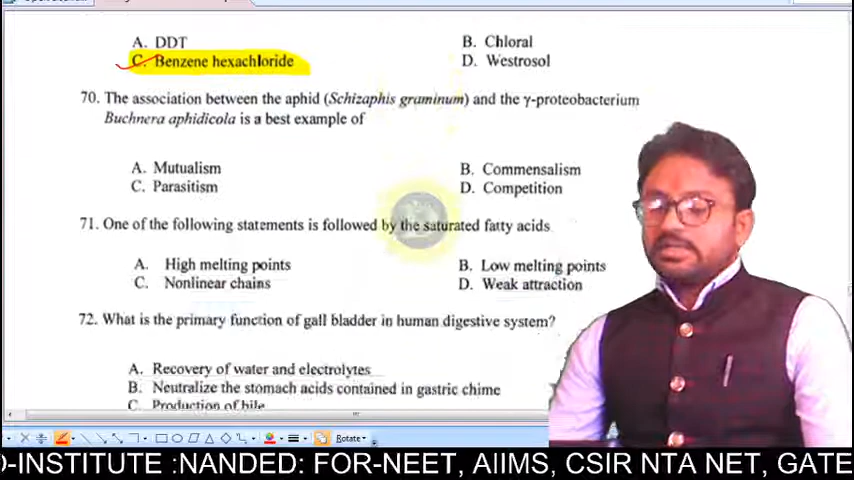 A. DDT
B. Chloral
C. Benzene hexachloride
D. Westrosol
70. The association between the aphid (Schizaphis graminum) and the γ-proteobacterium
Buchnera aphidicola is a best example of
A. Mutualism
B. Commensalism
C. Parasitism
D. Competition
71. One of the following statements is followed by the saturated fatty acids
A. High melting points
B. Low melting points
C. Nonlinear chains
D. Weak attraction
72. What is the primary function of gall bladder in human digestive system?
A. Recovery of water and electrolytes
B. Neutralize the stomach acids contained in gastric chime
C. Production of bile
Rotate
O-INSTITUTE :NANDED: FOR-NEET, AIIMS, CSIR NTA NET, GATE